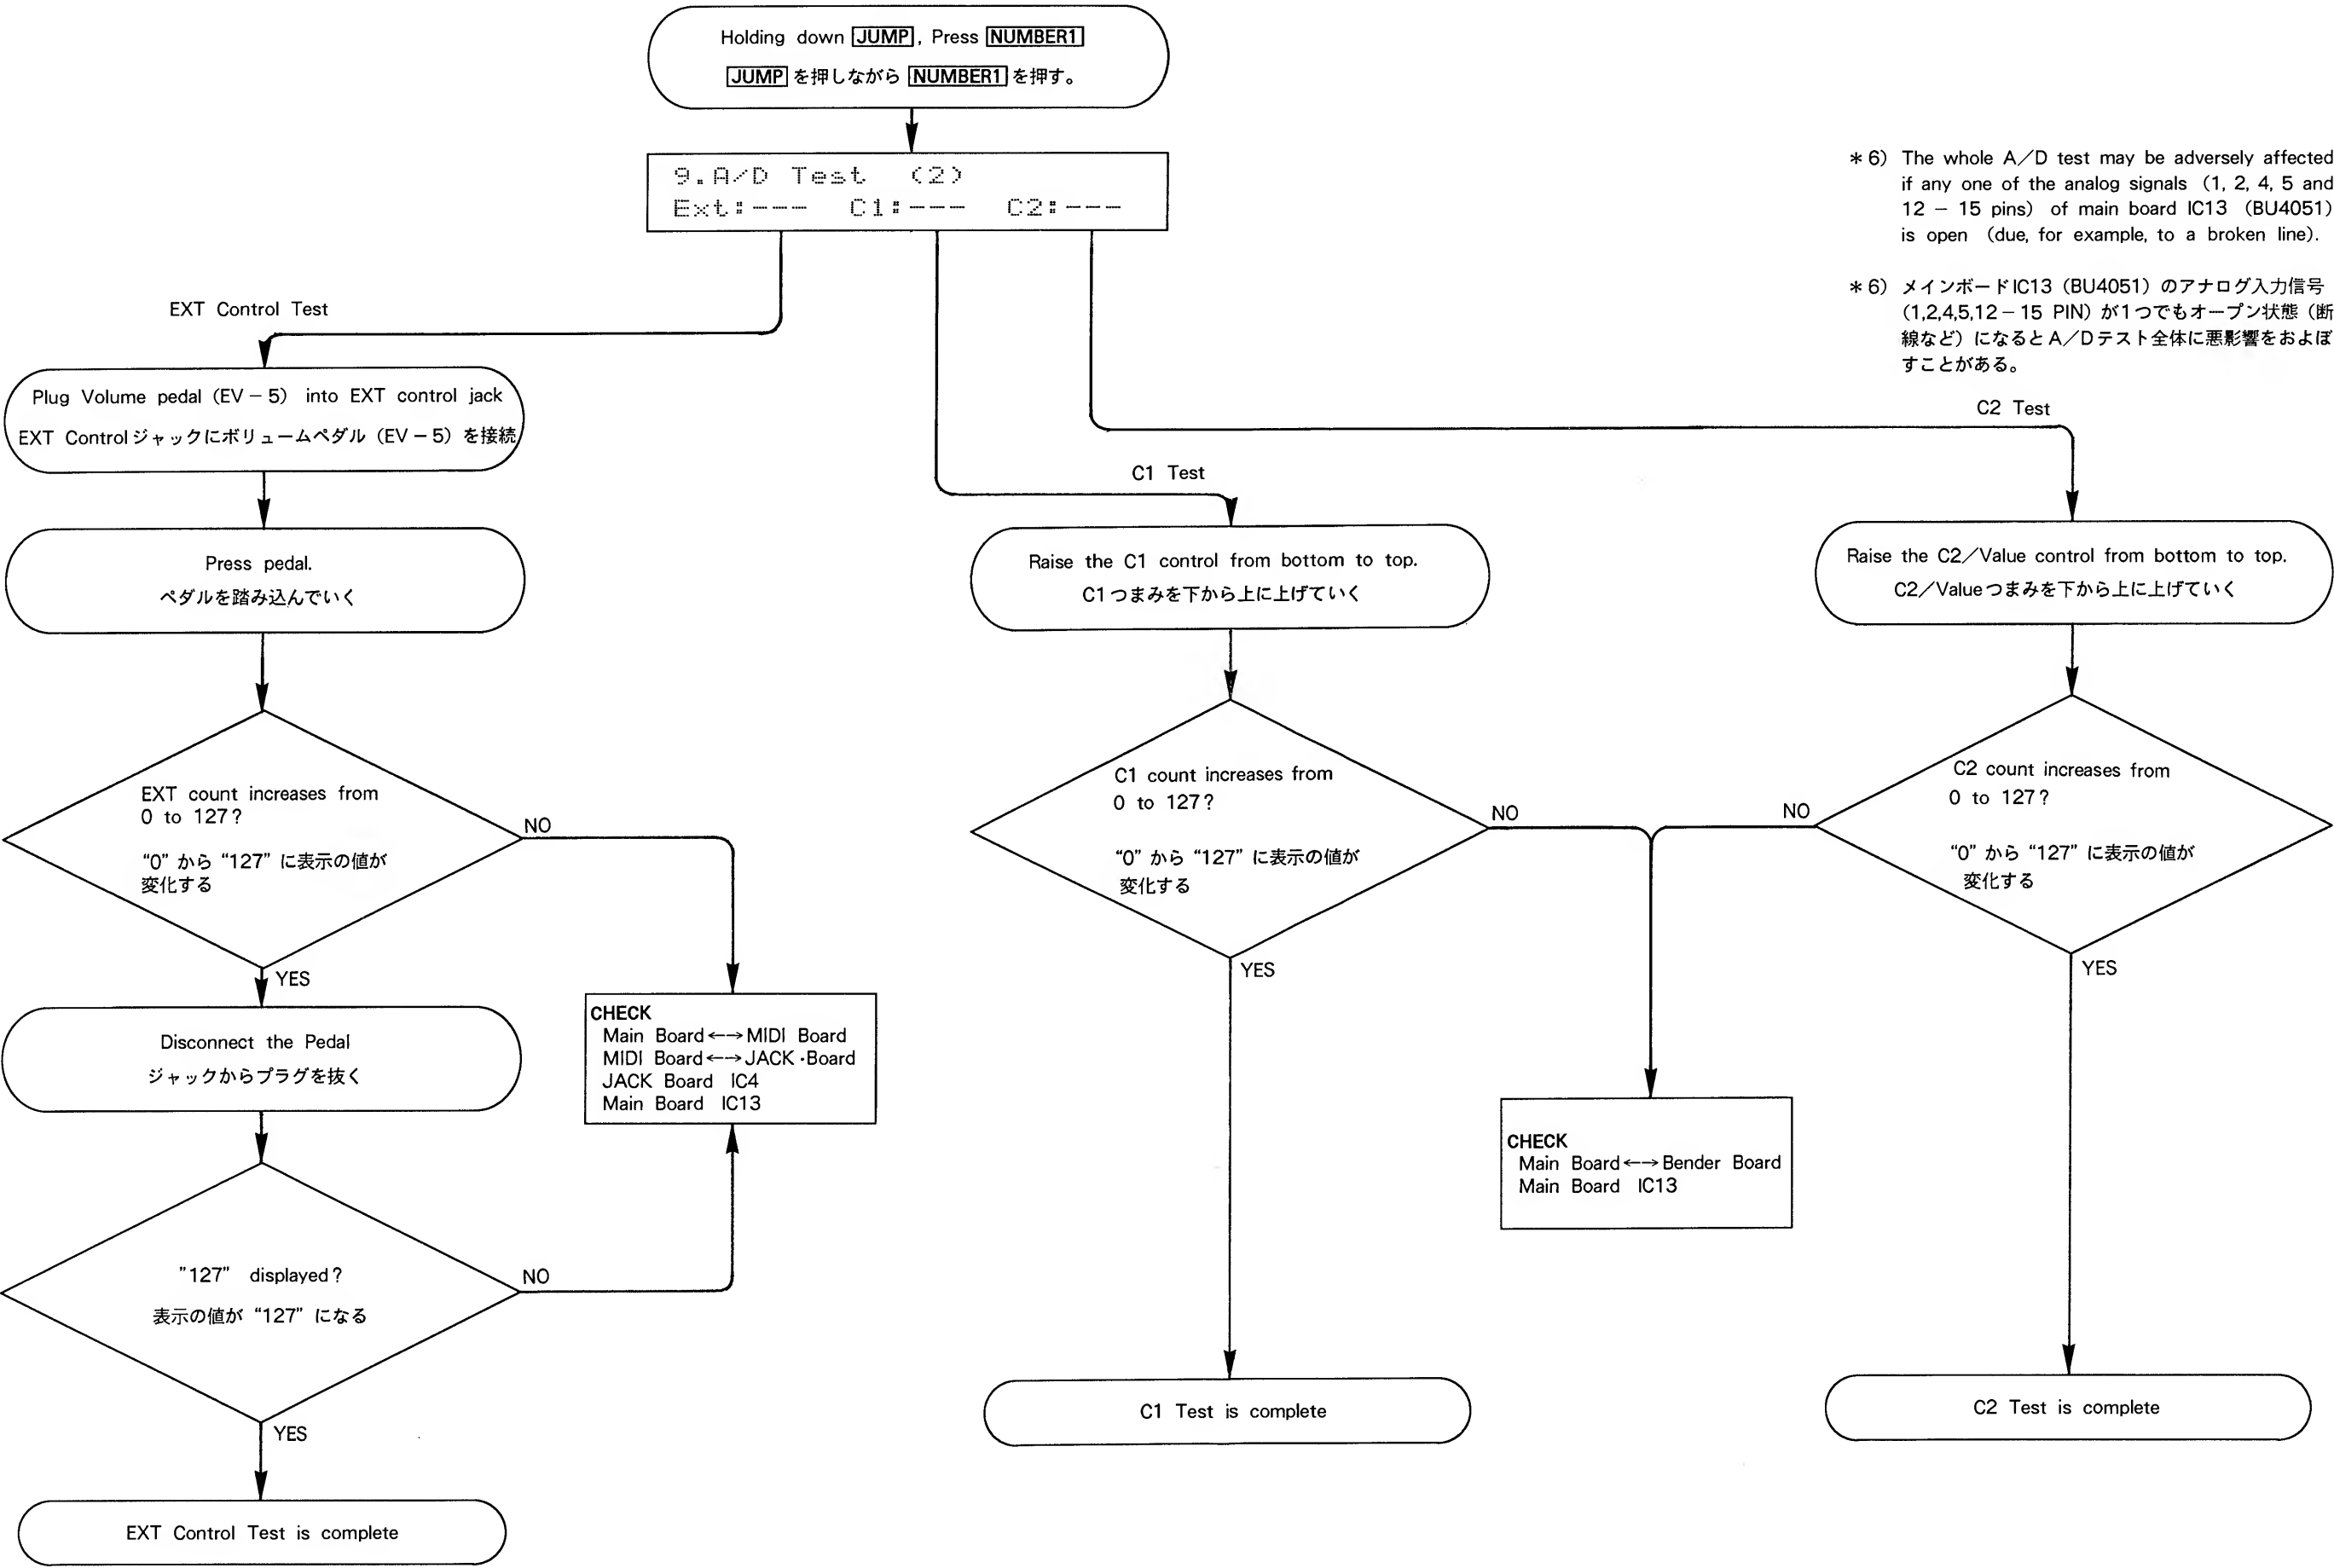 Holding down JUMP, Press NUMBER1
JUMP を押しながら NUMBER1 を押す。
9.A/D Test (2)
Ext:--- C1:--- C2:---
*6) The whole A/D test may be adversely affected
if any one of the analog signals (1, 2, 4, 5 and
12 − 15 pins) of main board IC13 (BU4051)
is open (due, for example, to a broken line).
*6) メインボードIC13(BU4051)のアナログ入力信号
(1,2,4,5,12−15 PIN)が1つでもオープン状態(断
線など)になるとA/Dテスト全体に悪影響をおよぼ
すことがある。
EXT Control Test
Plug Volume pedal (EV−5) into EXT control jack
EXT Controlジャックにボリュームペダル(EV−5)を接続
Press pedal.
ペダルを踏み込んでいく
EXT count increases from
0 to 127?
“0” から “127” に表示の値が
変化する
NO
YES
Disconnect the Pedal
ジャックからプラグを抜く
"127" displayed?
表示の値が “127” になる
NO
YES
EXT Control Test is complete
CHECK
Main Board←→MIDI Board
MIDI Board←→JACK・Board
JACK Board IC4
Main Board IC13
C1 Test
Raise the C1 control from bottom to top.
C1つまみを下から上に上げていく
C1 count increases from
0 to 127?
“0” から “127” に表示の値が
変化する
NO
YES
C1 Test is complete
CHECK
Main Board←→Bender Board
Main Board IC13
C2 Test
Raise the C2/Value control from bottom to top.
C2/Valueつまみを下から上に上げていく
C2 count increases from
0 to 127?
“0” から “127” に表示の値が
変化する
NO
YES
C2 Test is complete